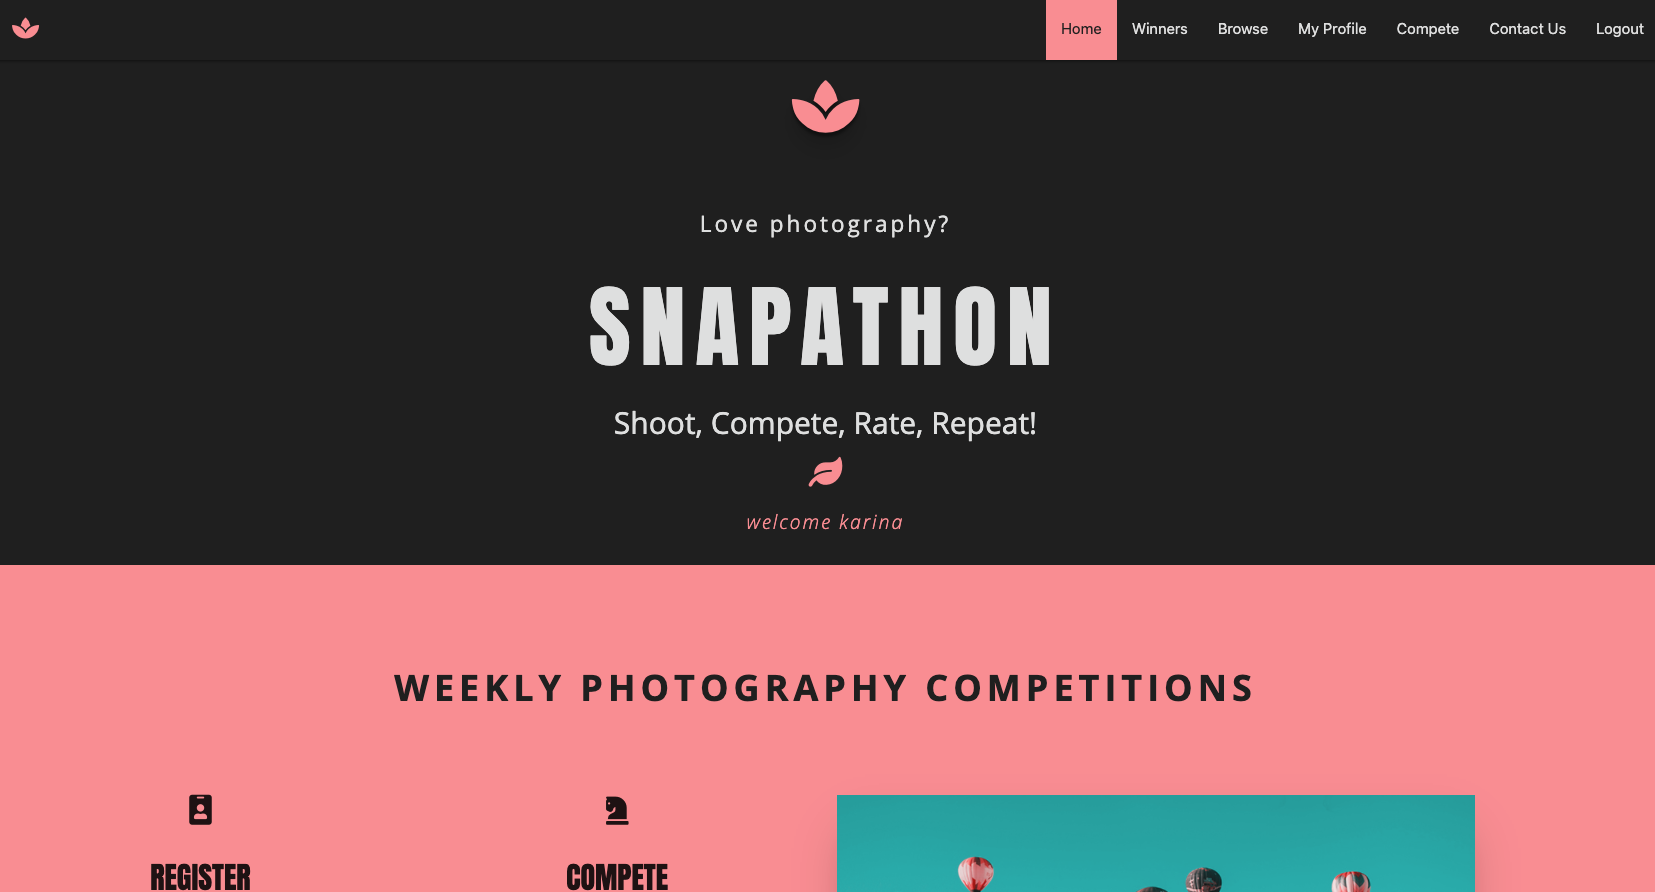 Home Winners Browse My Profile Compete Contact Us Logout
Love photography?
SNAPATHON
Shoot, Compete, Rate, Repeat!
welcome karina
WEEKLY PHOTOGRAPHY COMPETITIONS
REGISTER COMPETE